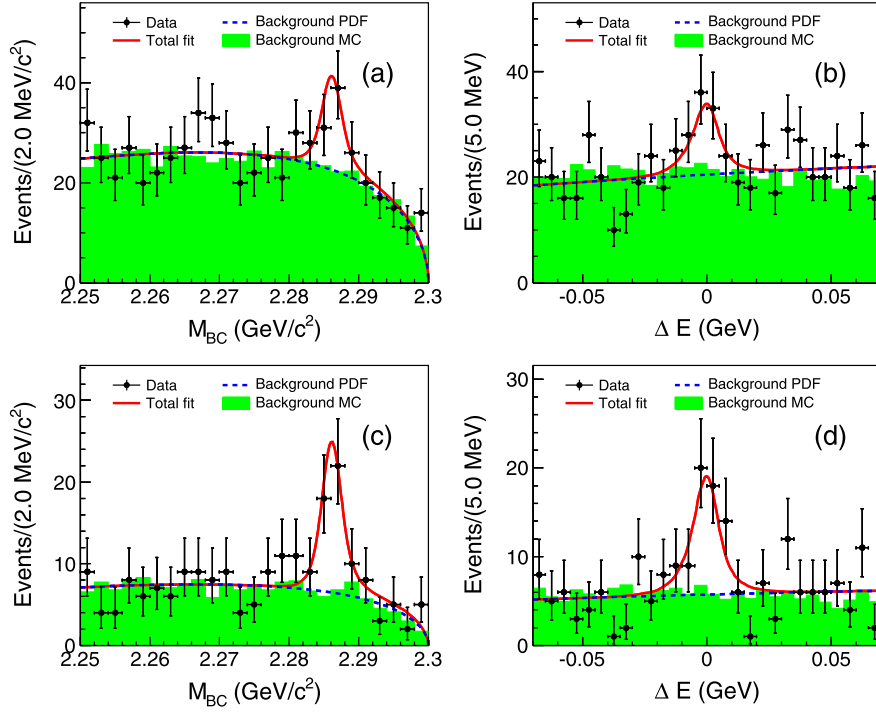 Data
Background PDF
Total fit
Background MC
(a)
Events/(2.0 MeV/c²)
0
20
40
2.25
2.26
2.27
2.28
2.29
2.3
M_BC (GeV/c²)
Data
Background PDF
Total fit
Background MC
(b)
Events/(5.0 MeV)
0
10
20
30
40
50
-0.05
0
0.05
Δ E (GeV)
Data
Background PDF
Total fit
Background MC
(c)
Events/(2.0 MeV/c²)
0
10
20
30
2.25
2.26
2.27
2.28
2.29
2.3
M_BC (GeV/c²)
Data
Background PDF
Total fit
Background MC
(d)
Events/(5.0 MeV)
0
10
20
30
-0.05
0
0.05
Δ E (GeV)